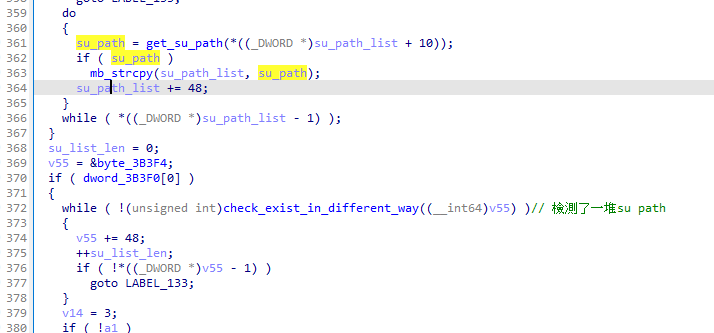 358 goto LABEL_133;
359 do
360 {
361 su_path = get_su_path(*((_DWORD *)su_path_list + 10));
362 if ( su_path )
363 mb_strcpy(su_path_list, su_path);
364 su_path_list += 48;
365 }
366 while ( *((_DWORD *)su_path_list - 1) );
367 }
368 su_list_len = 0;
369 v55 = &byte_3B3F4;
370 if ( dword_3B3F0[0] )
371 {
372 while ( !(unsigned int)check_exist_in_different_way((__int64)v55) )// 檢測了一堆su path
373 {
374 v55 += 48;
375 ++su_list_len;
376 if ( !*((_DWORD *)v55 - 1) )
377 goto LABEL_133;
378 }
379 v14 = 3;
380 if ( !a1 )